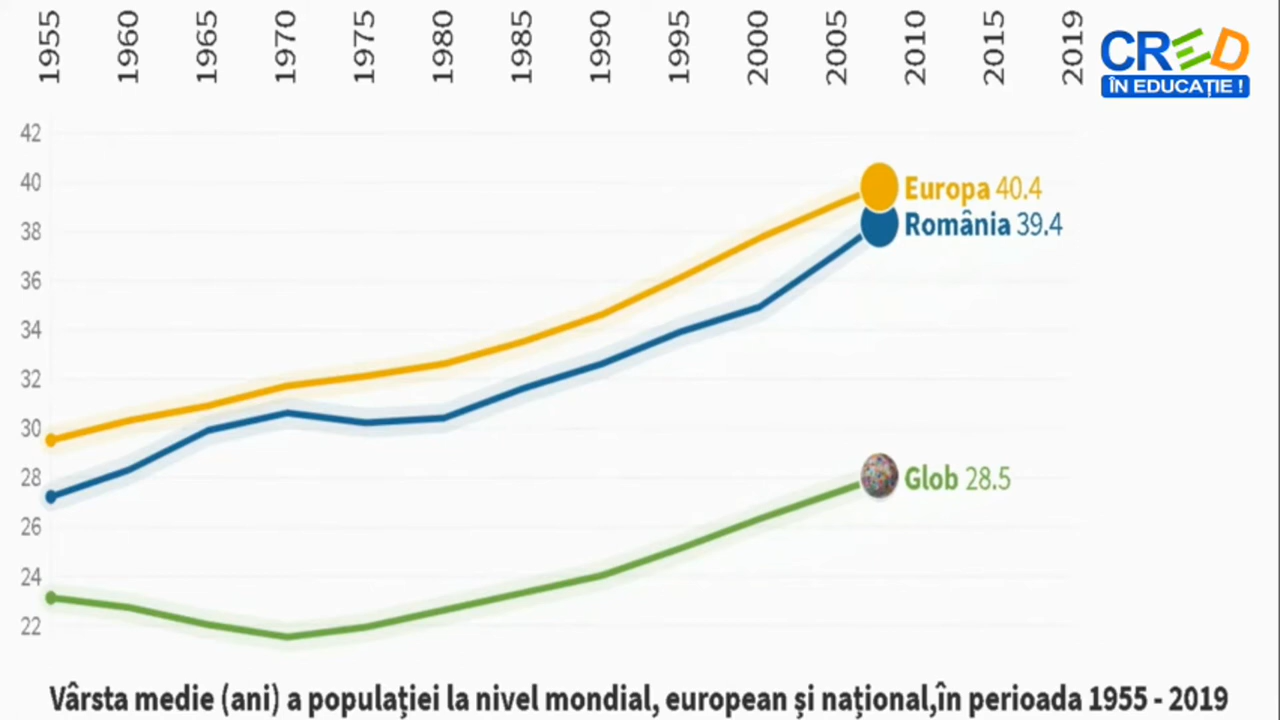 1955 1960 1965 1970 1975 1980 1985 1990 1995 2000 2005 2010 2015 2019
CRED
ÎN EDUCAȚIE !
42
40
Europa 40.4
38
România 39.4
36
34
32
30
28
Glob 28.5
26
24
22
Vârsta medie (ani) a populației la nivel mondial, european și național,în perioada 1955 - 2019